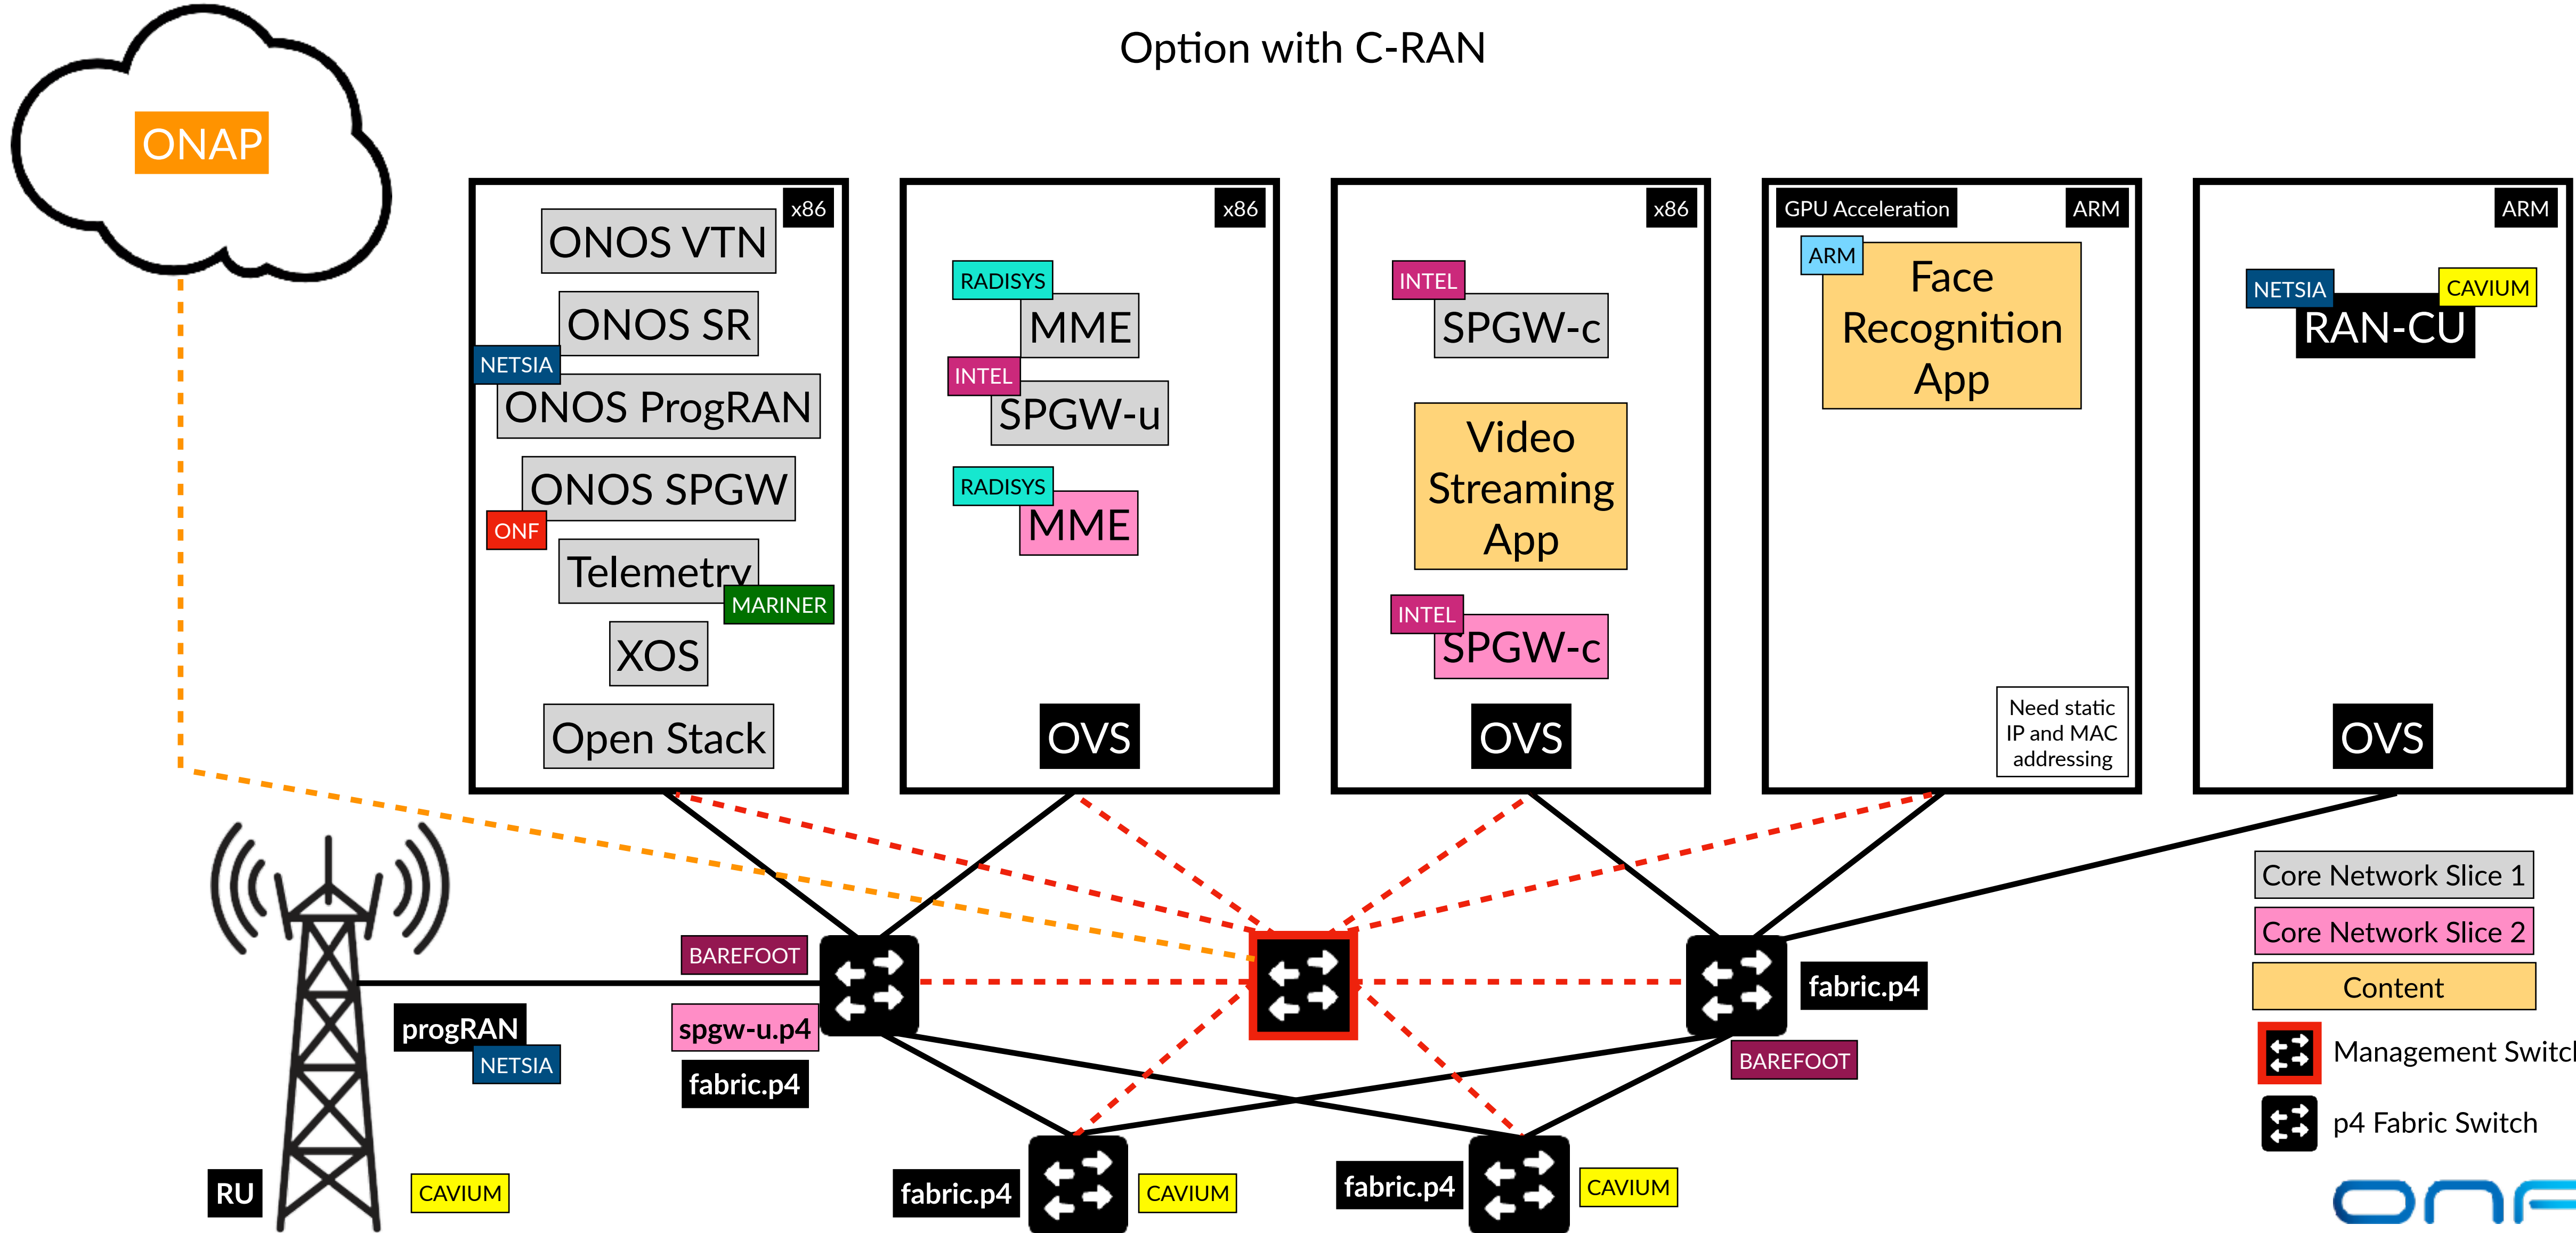 Option with C-RAN
ONAP
x86
ONOS VTN
ONOS SR
NETSIA
ONOS ProgRAN
ONOS SPGW
ONF
Telemetry
MARINER
XOS
Open Stack
x86
RADISYS
MME
INTEL
SPGW-u
RADISYS
MME
OVS
x86
INTEL
SPGW-c
Video
Streaming
App
INTEL
SPGW-c
OVS
GPU Acceleration
ARM
ARM
Face
Recognition
App
Need static
IP and MAC
addressing
ARM
NETSIA
CAVIUM
RAN-CU
OVS
BAREFOOT
progRAN
NETSIA
spgw-u.p4
fabric.p4
RU
CAVIUM
fabric.p4
CAVIUM
fabric.p4
CAVIUM
fabric.p4
BAREFOOT
Core Network Slice 1
Core Network Slice 2
Content
Management Switch
p4 Fabric Switch
ONF